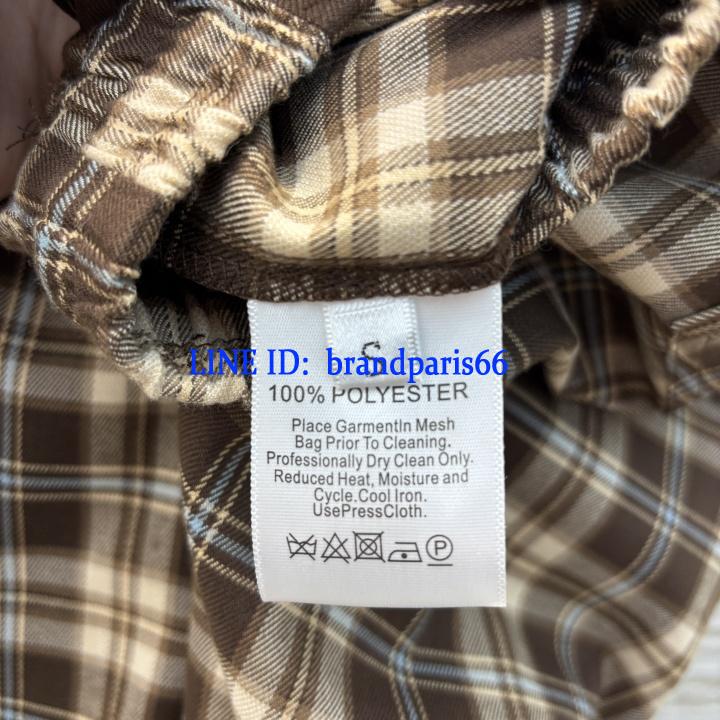 S
LINE ID: brandparis66
100% POLYESTER
Place GarmentIn Mesh
Bag Prior To Cleaning.
Professionally Dry Clean Only.
Reduced Heat, Moisture and
Cycle.Cool Iron.
UsePressCloth.
P